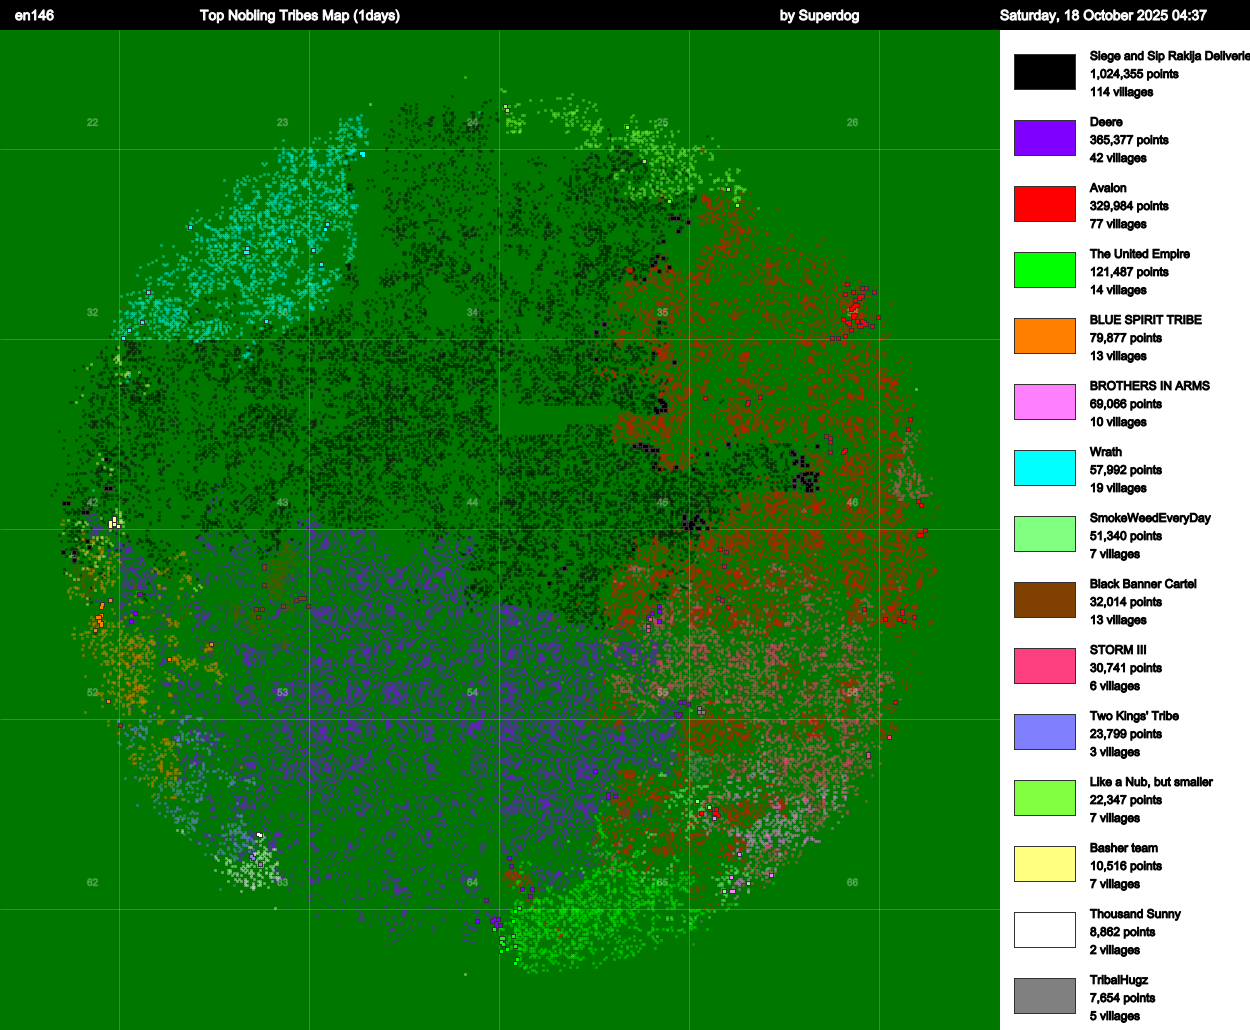 en146
Top Nobling Tribes Map (1days)
by Superdog
Saturday, 18 October 2025 04:37
22
23
24
25
26
32
33
34
35
42
43
44
45
46
52
53
54
55
56
62
63
64
65
66
Siege and Sip Rakija Deliverie
1,024,355 points
114 villages
Deere
365,377 points
42 villages
Avalon
329,984 points
77 villages
The United Empire
121,487 points
14 villages
BLUE SPIRIT TRIBE
79,877 points
13 villages
BROTHERS IN ARMS
69,066 points
10 villages
Wrath
57,992 points
19 villages
SmokeWeedEveryDay
51,340 points
7 villages
Black Banner Cartel
32,014 points
13 villages
STORM III
30,741 points
6 villages
Two Kings' Tribe
23,799 points
3 villages
Like a Nub, but smaller
22,347 points
7 villages
Basher team
10,516 points
7 villages
Thousand Sunny
8,862 points
2 villages
TribalHugz
7,654 points
5 villages